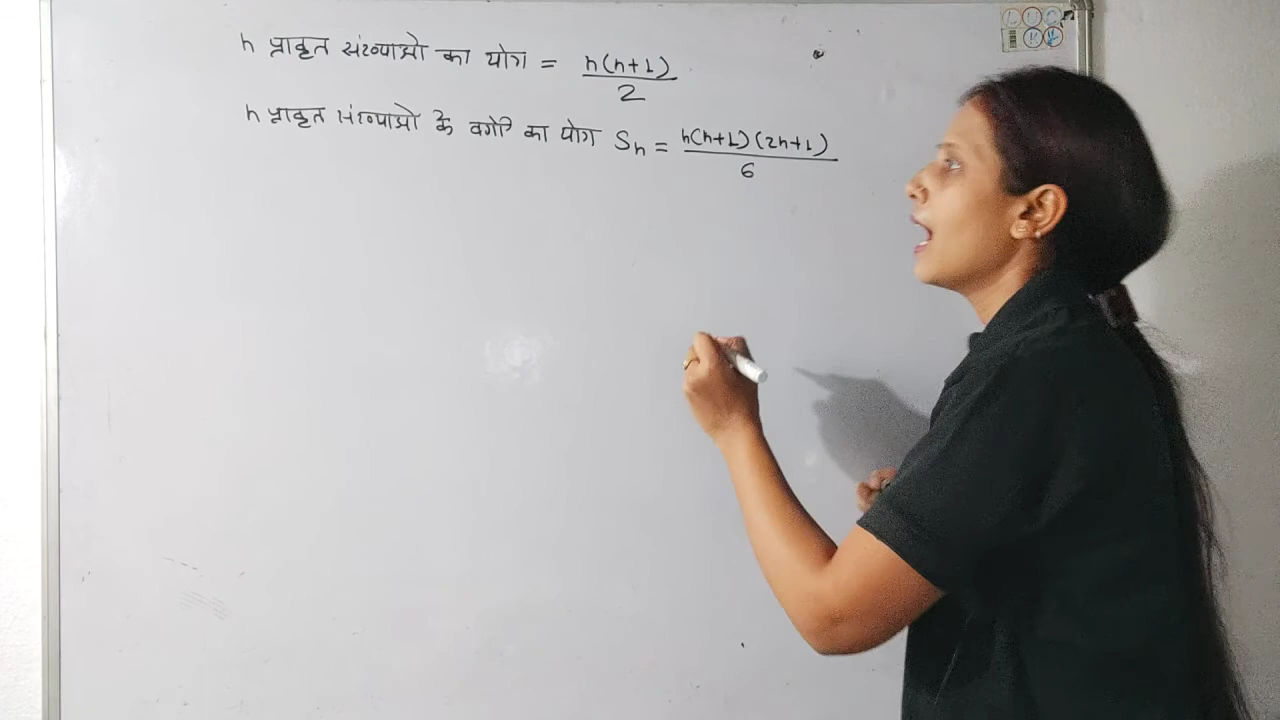 n प्राकृत संख्याओ का योग = n(n+1)/2
n प्राकृत संख्याओ के वर्गो का योग Sn = n(n+1)(2n+1)/6